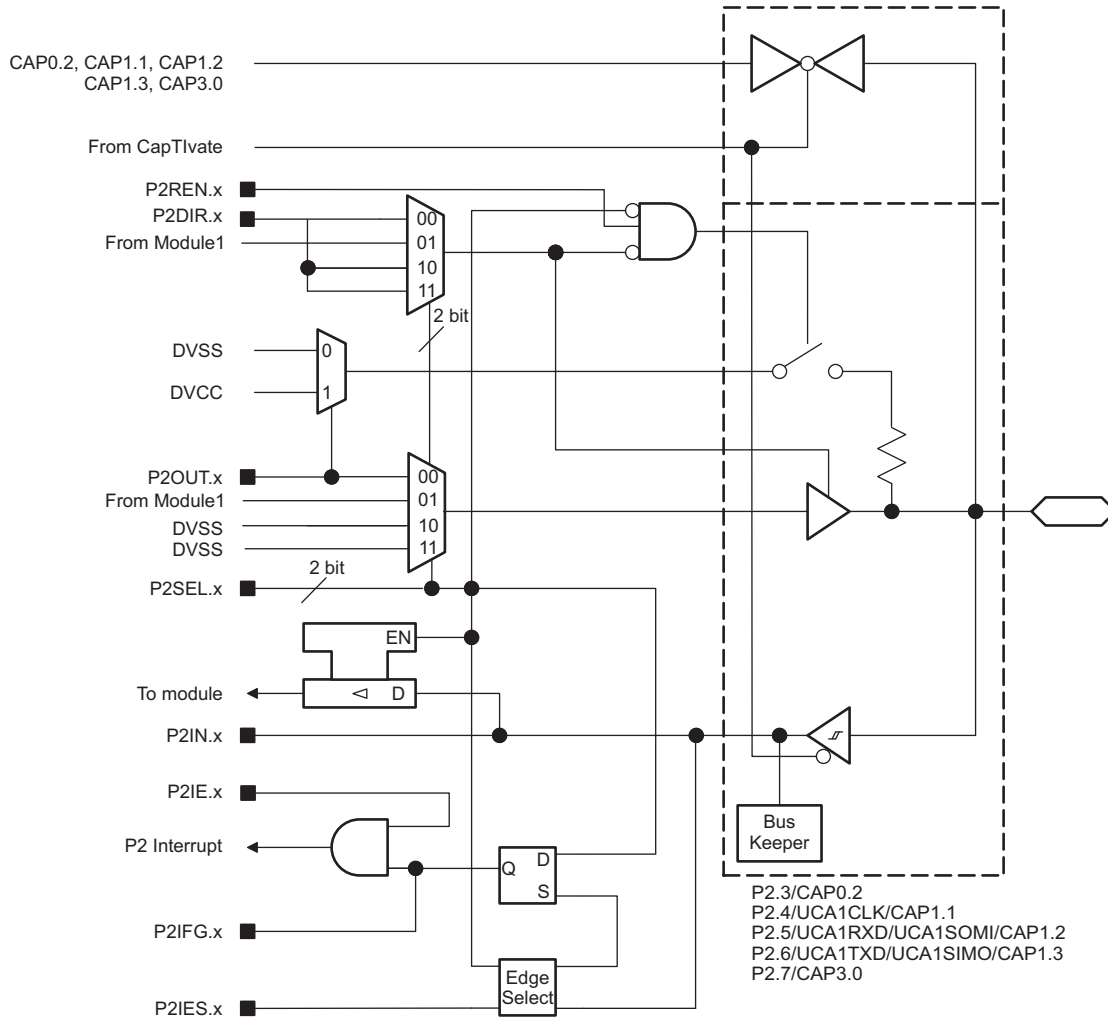 CAP0.2, CAP1.1, CAP1.2
CAP1.3, CAP3.0
From CapTIvate
P2REN.x
P2DIR.x
From Module1
00
01
10
11
2 bit
DVSS
DVCC
0
1
P2OUT.x
From Module1
DVSS
DVSS
00
01
10
11
P2SEL.x
2 bit
EN
To module
D
P2IN.x
P2IE.x
P2 Interrupt
Q
D
S
Bus
Keeper
P2IFG.x
Edge
Select
P2IES.x
P2.3/CAP0.2
P2.4/UCA1CLK/CAP1.1
P2.5/UCA1RXD/UCA1SOMI/CAP1.2
P2.6/UCA1TXD/UCA1SIMO/CAP1.3
P2.7/CAP3.0